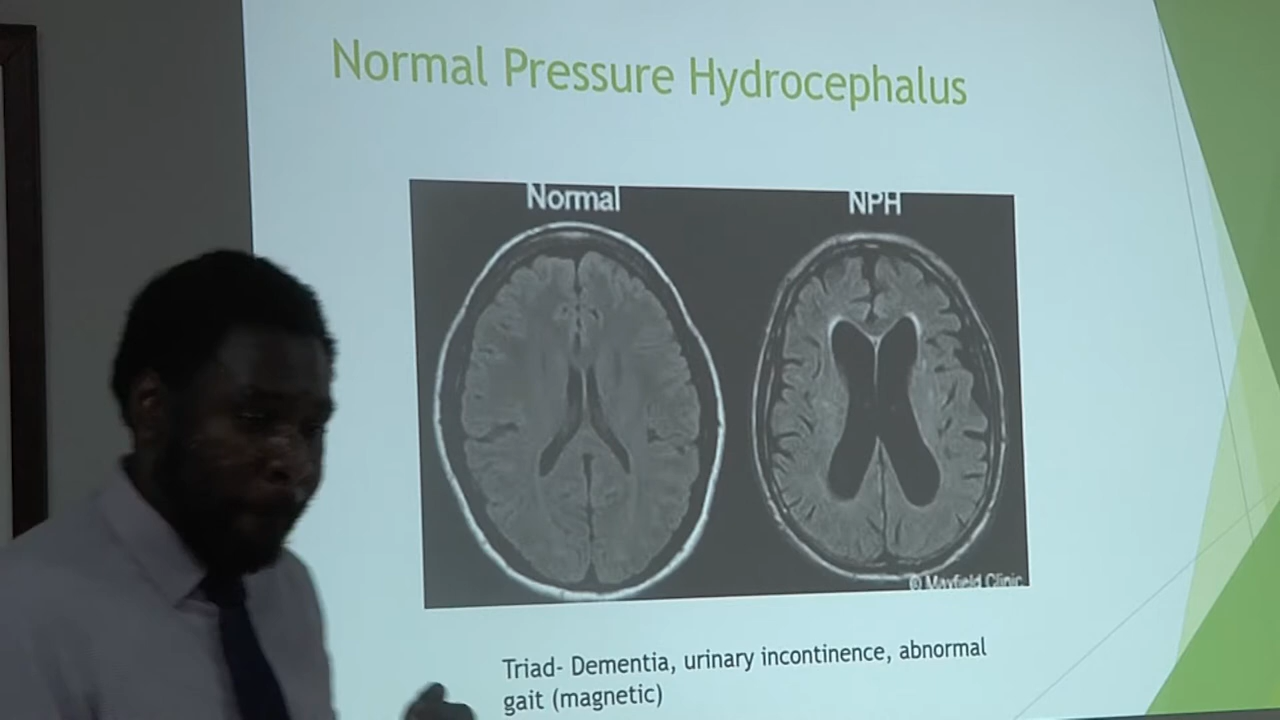 Normal Pressure Hydrocephalus
Normal
NPH
© Mayfield Clinic
Triad- Dementia, urinary incontinence, abnormal
gait (magnetic)